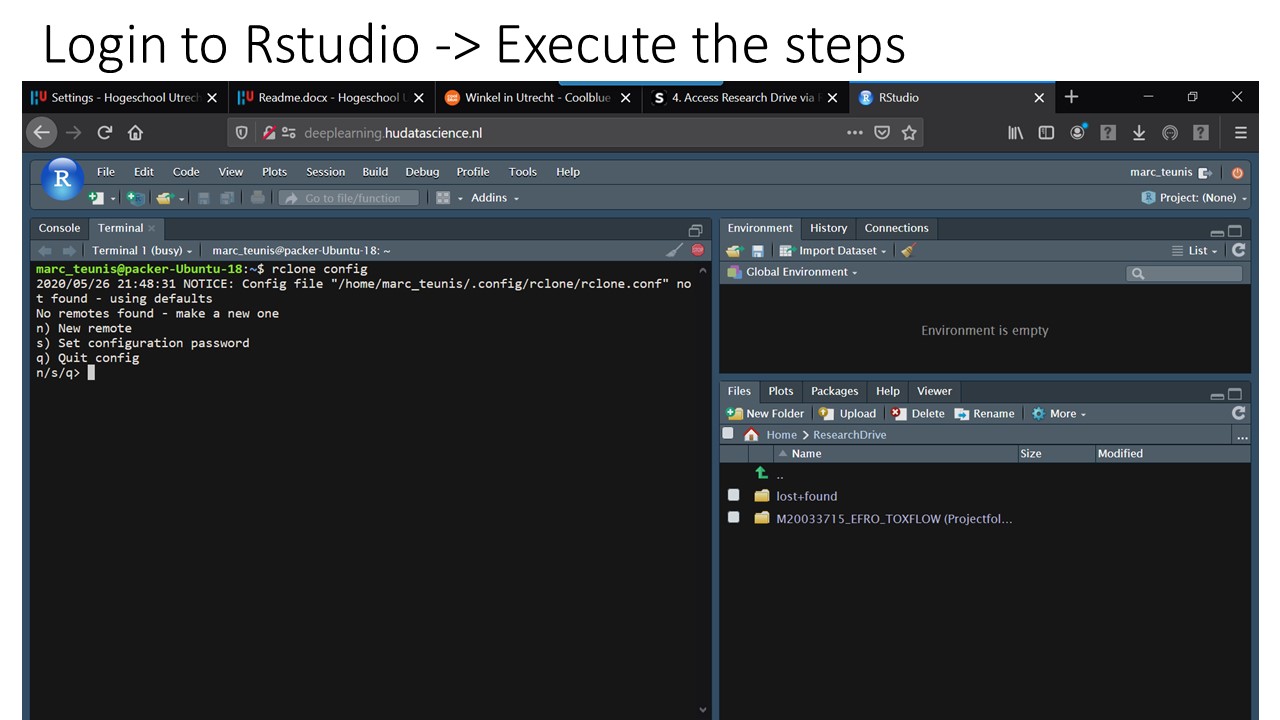 Login to Rstudio -> Execute the steps
Settings - Hogeschool Utrech
Readme.docx - Hogeschool U
Winkel in Utrecht - Coolblue
4. Access Research Drive via
RStudio
deeplearning.hudatascience.nl
File Edit Code View Plots Session Build Debug Profile Tools Help
marc_teunis
Go to file/function
Addins
Project: (None)
Console Terminal
Terminal 1 (busy) marc_teunis@packer-Ubuntu-18: ~
marc_teunis@packer-Ubuntu-18:~$ rclone config
2020/05/26 21:48:31 NOTICE: Config file "/home/marc_teunis/.config/rclone/rclone.conf" no
t found - using defaults
No remotes found - make a new one
n) New remote
s) Set configuration password
q) Quit config
n/s/q>
Environment History Connections
Import Dataset
List
Global Environment
Environment is empty
Files Plots Packages Help Viewer
New Folder Upload Delete Rename More
Home ResearchDrive
...
Name Size Modified
..
lost+found
M20033715_EFRO_TOXFLOW (Projectfol...